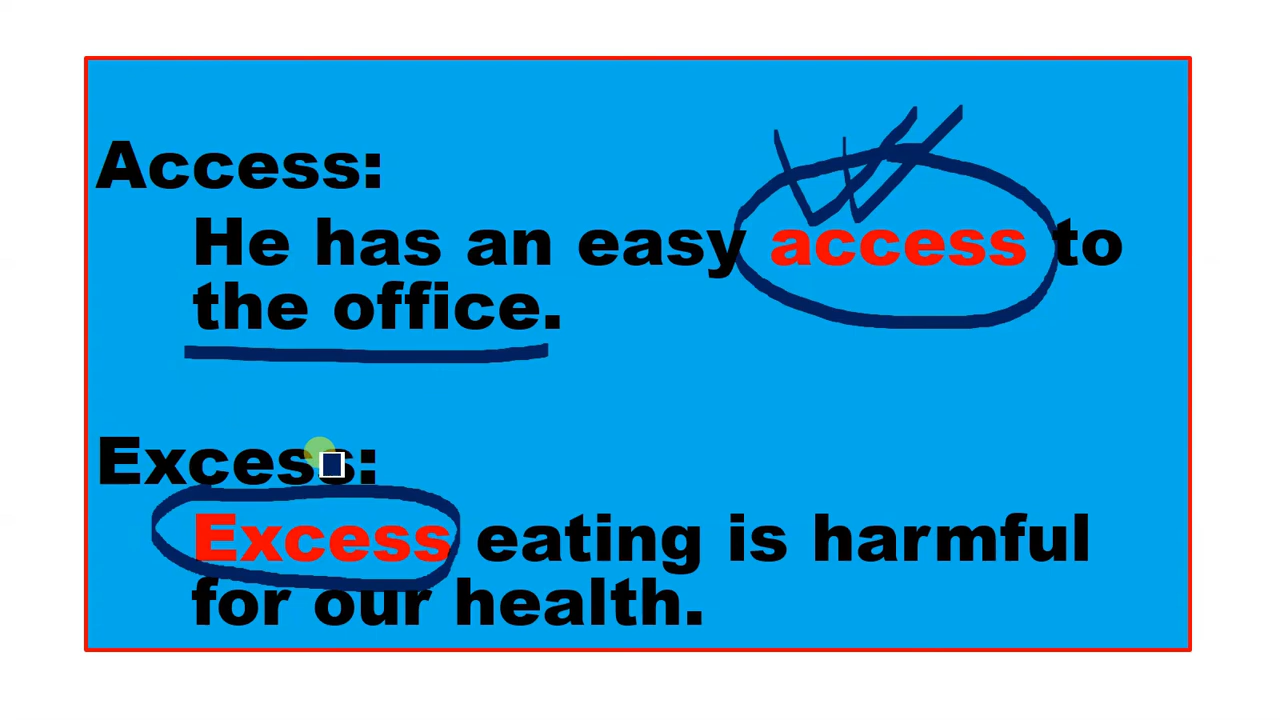 Access:
He has an easy access to
the office.
Excess:
Excess eating is harmful
for our health.